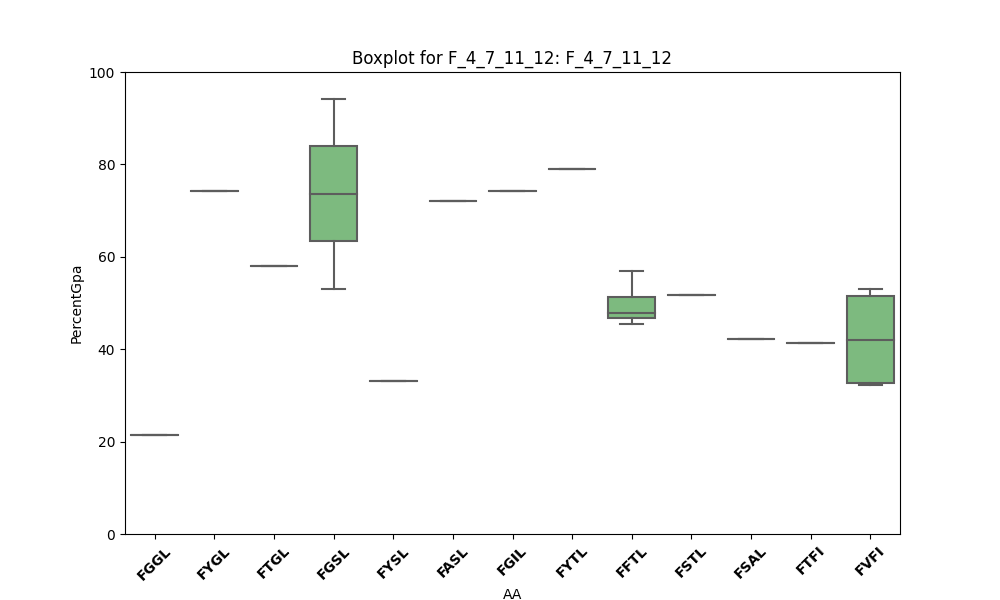 Boxplot for F_4_7_11_12: F_4_7_11_12
100
80
60
40
20
0
PercentGpa
FGGL
FYGL
FTGL
FGSL
FYSL
FASL
FGIL
FYTL
FFTL
FSTL
FSAL
FTFI
FVFI
AA